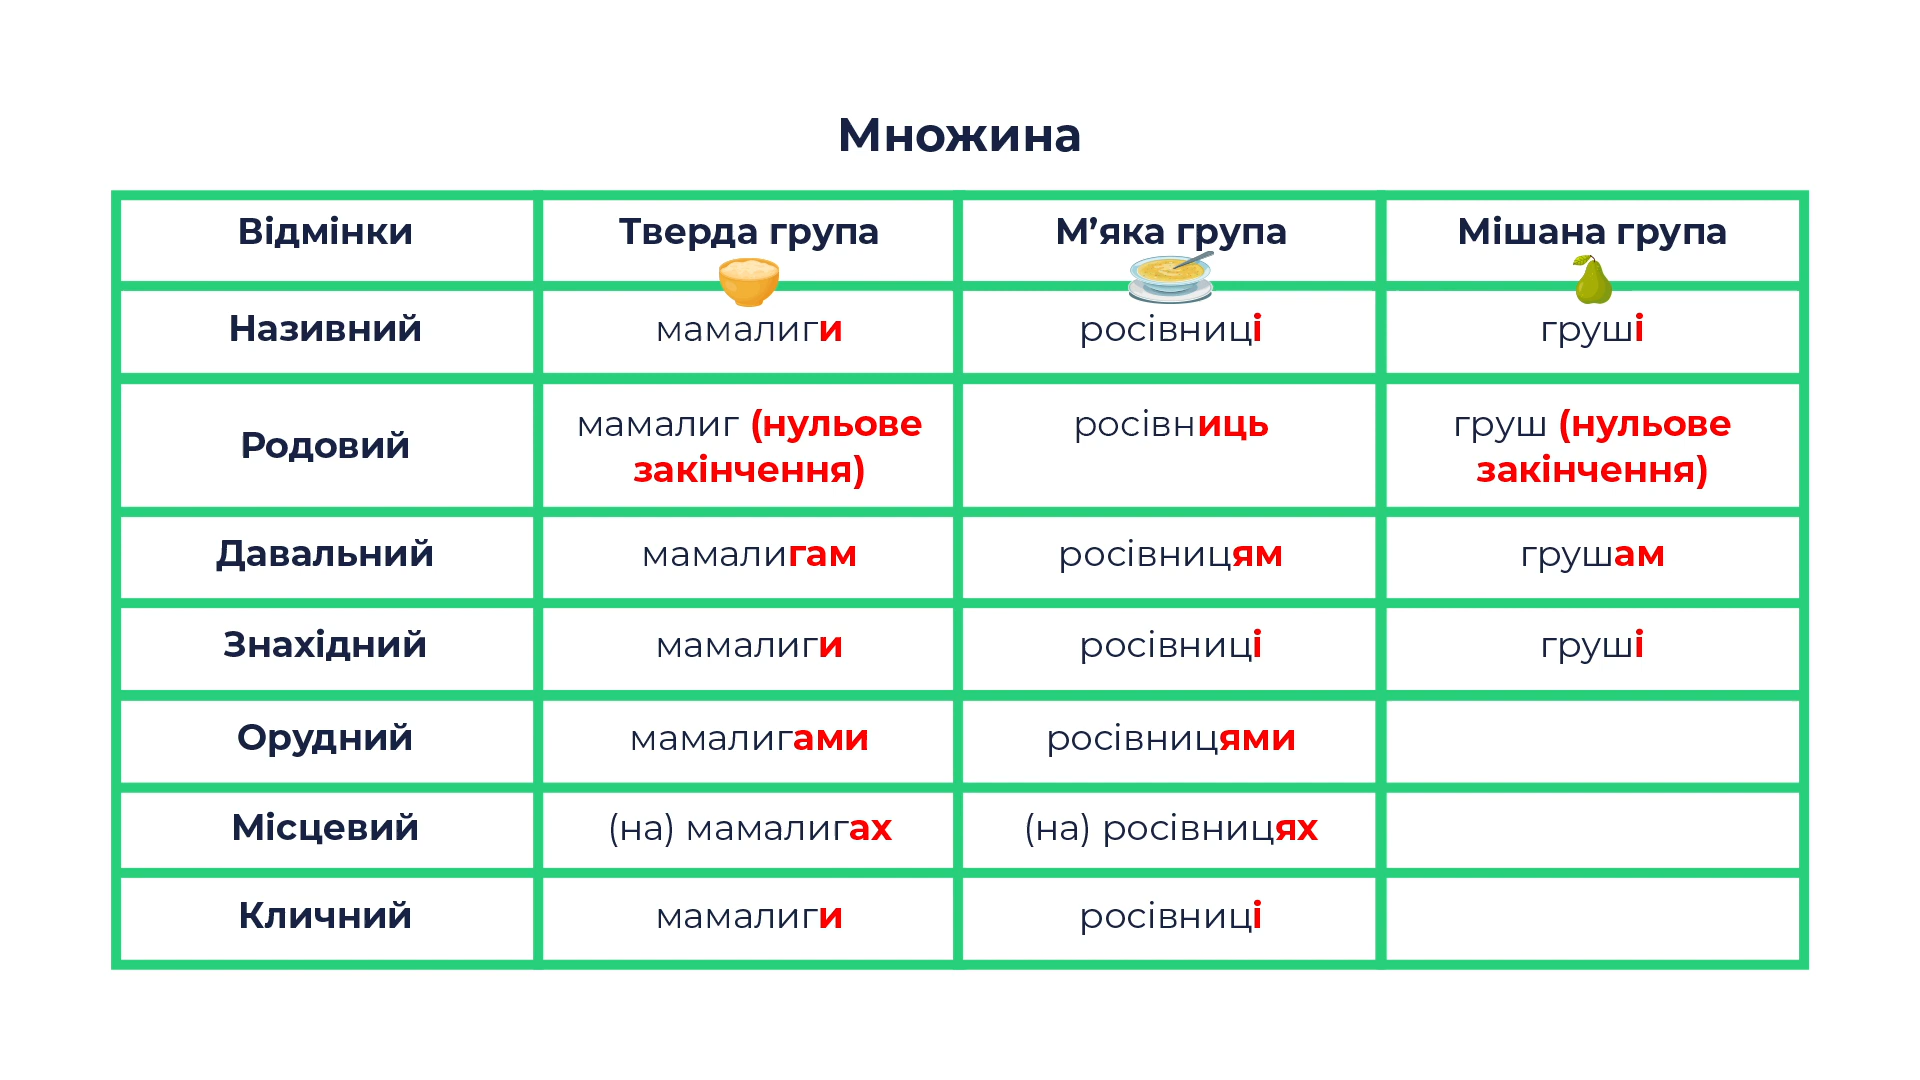 Множина
Відмінки Тверда група М’яка група Мішана група
Називний мамалиги росівниці груші
Родовий мамалиг (нульове закінчення) росівниць груш (нульове закінчення)
Давальний мамалигам росівницям грушам
Знахідний мамалиги росівниці груші
Орудний мамалигами росівницями
Місцевий (на) мамалигах (на) росівницях
Кличний мамалиги росівниці